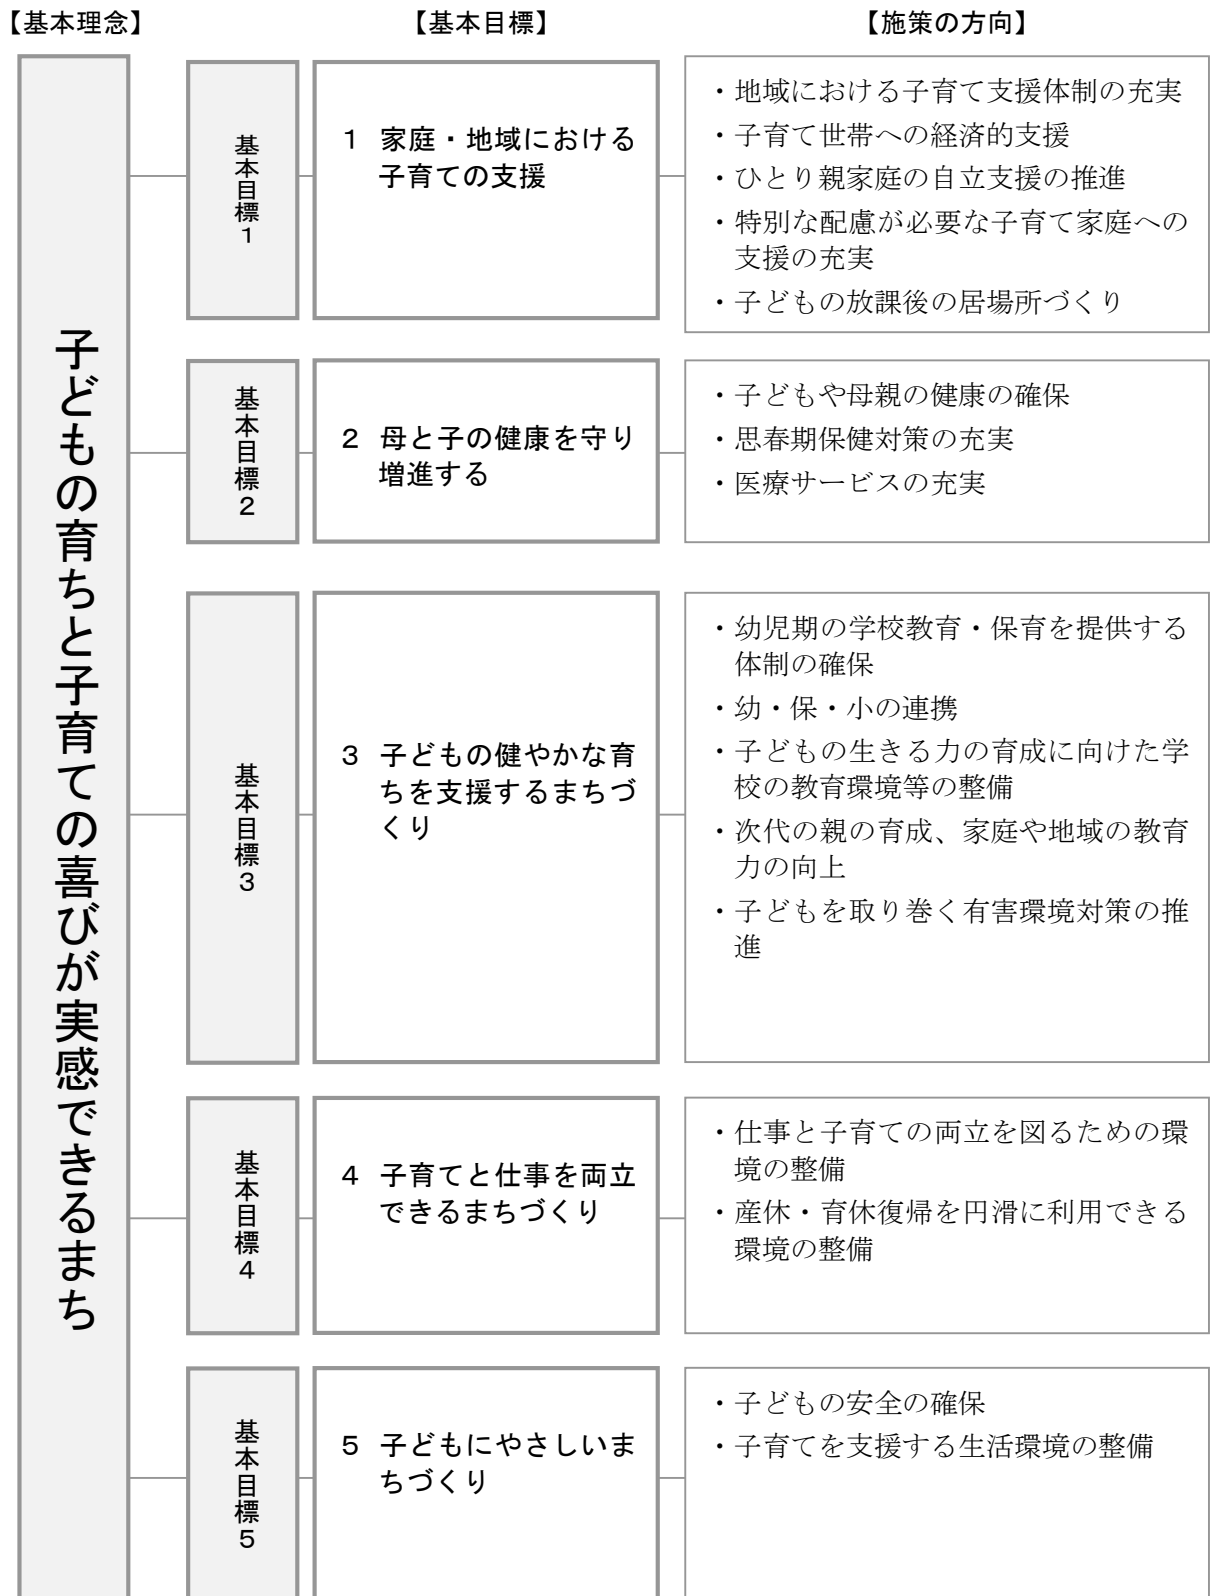 【基本理念】
【基本目標】
【施策の方向】
子どもの育ちと子育ての喜びが実感できるまち
基本目標1
1 家庭・地域における
子育ての支援
・地域における子育て支援体制の充実
・子育て世帯への経済的支援
・ひとり親家庭の自立支援の推進
・特別な配慮が必要な子育て家庭への
支援の充実
・子どもの放課後の居場所づくり
基本目標2
2 母と子の健康を守り
増進する
・子どもや母親の健康の確保
・思春期保健対策の充実
・医療サービスの充実
基本目標3
3 子どもの健やかな育
ちを支援するまちづ
くり
・幼児期の学校教育・保育を提供する
体制の確保
・幼・保・小の連携
・子どもの生きる力の育成に向けた学
校の教育環境等の整備
・次代の親の育成、家庭や地域の教育
力の向上
・子どもを取り巻く有害環境対策の推
進
基本目標4
4 子育てと仕事を両立
できるまちづくり
・仕事と子育ての両立を図るための環
境の整備
・産休・育休復帰を円滑に利用できる
環境の整備
基本目標5
5 子どもにやさしいま
ちづくり
・子どもの安全の確保
・子育てを支援する生活環境の整備